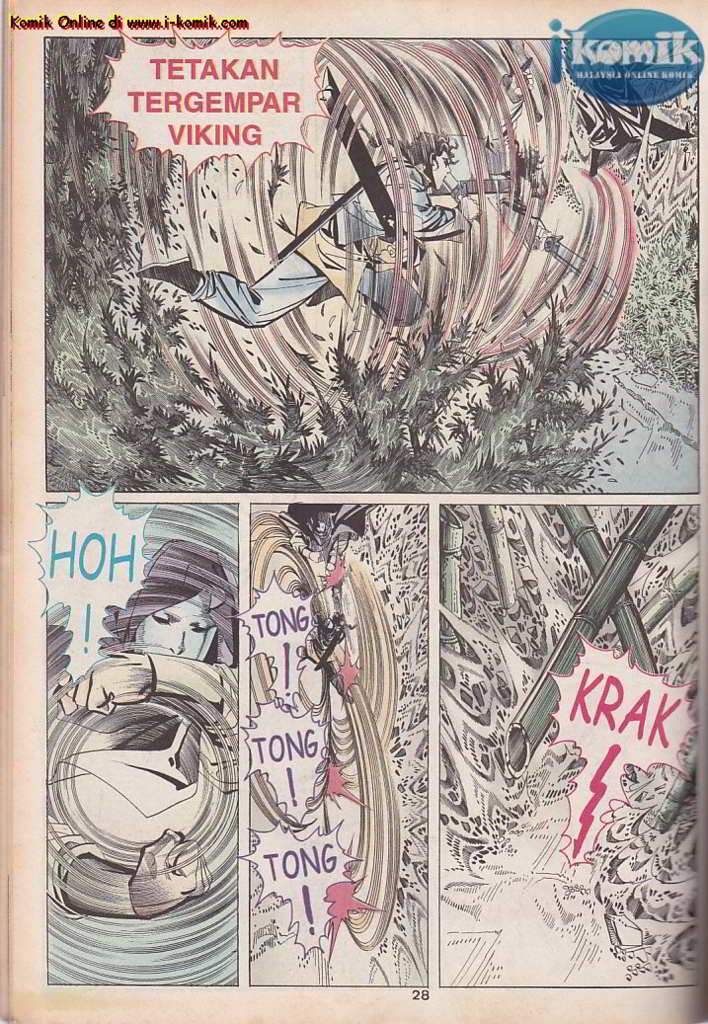 Komik Online di www.i-komik.com
ikomik
MALAYSIA ONLINE KOMIK
TETAKAN
TERGEMPAR
VIKING
HOH
!
TONG
!
TONG
!
TONG
!
KRAK
28